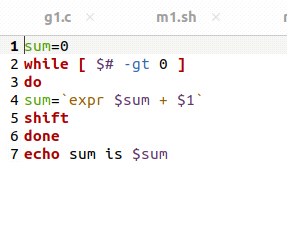 g1.c × m1.sh ×
1 sum=0
2 while [ $# -gt 0 ]
3 do
4 sum=`expr $sum + $1`
5 shift
6 done
7 echo sum is $sum